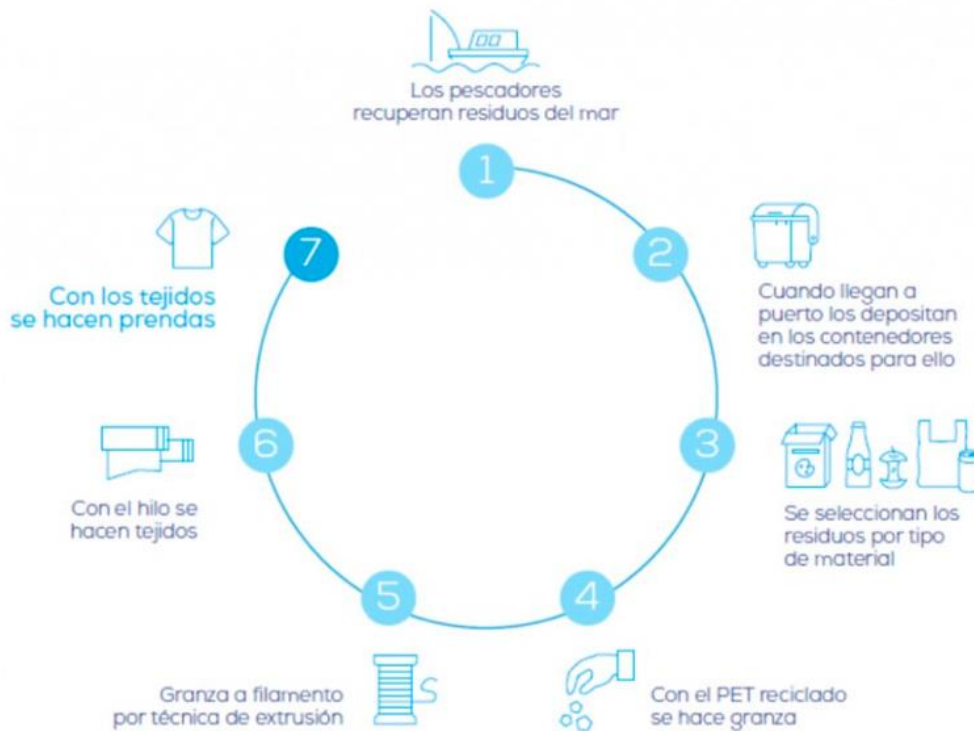 Los pescadores
recuperan residuos del mar
1
2
Cuando llegan a
puerto los depositan
en los contenedores
destinados para ello
3
Se seleccionan los
residuos por tipo
de material
4
Con el PET reciclado
se hace granza
5
Granza a filamento
por técnica de extrusión
6
Con el hilo se
hacen tejidos
7
Con los tejidos
se hacen prendas